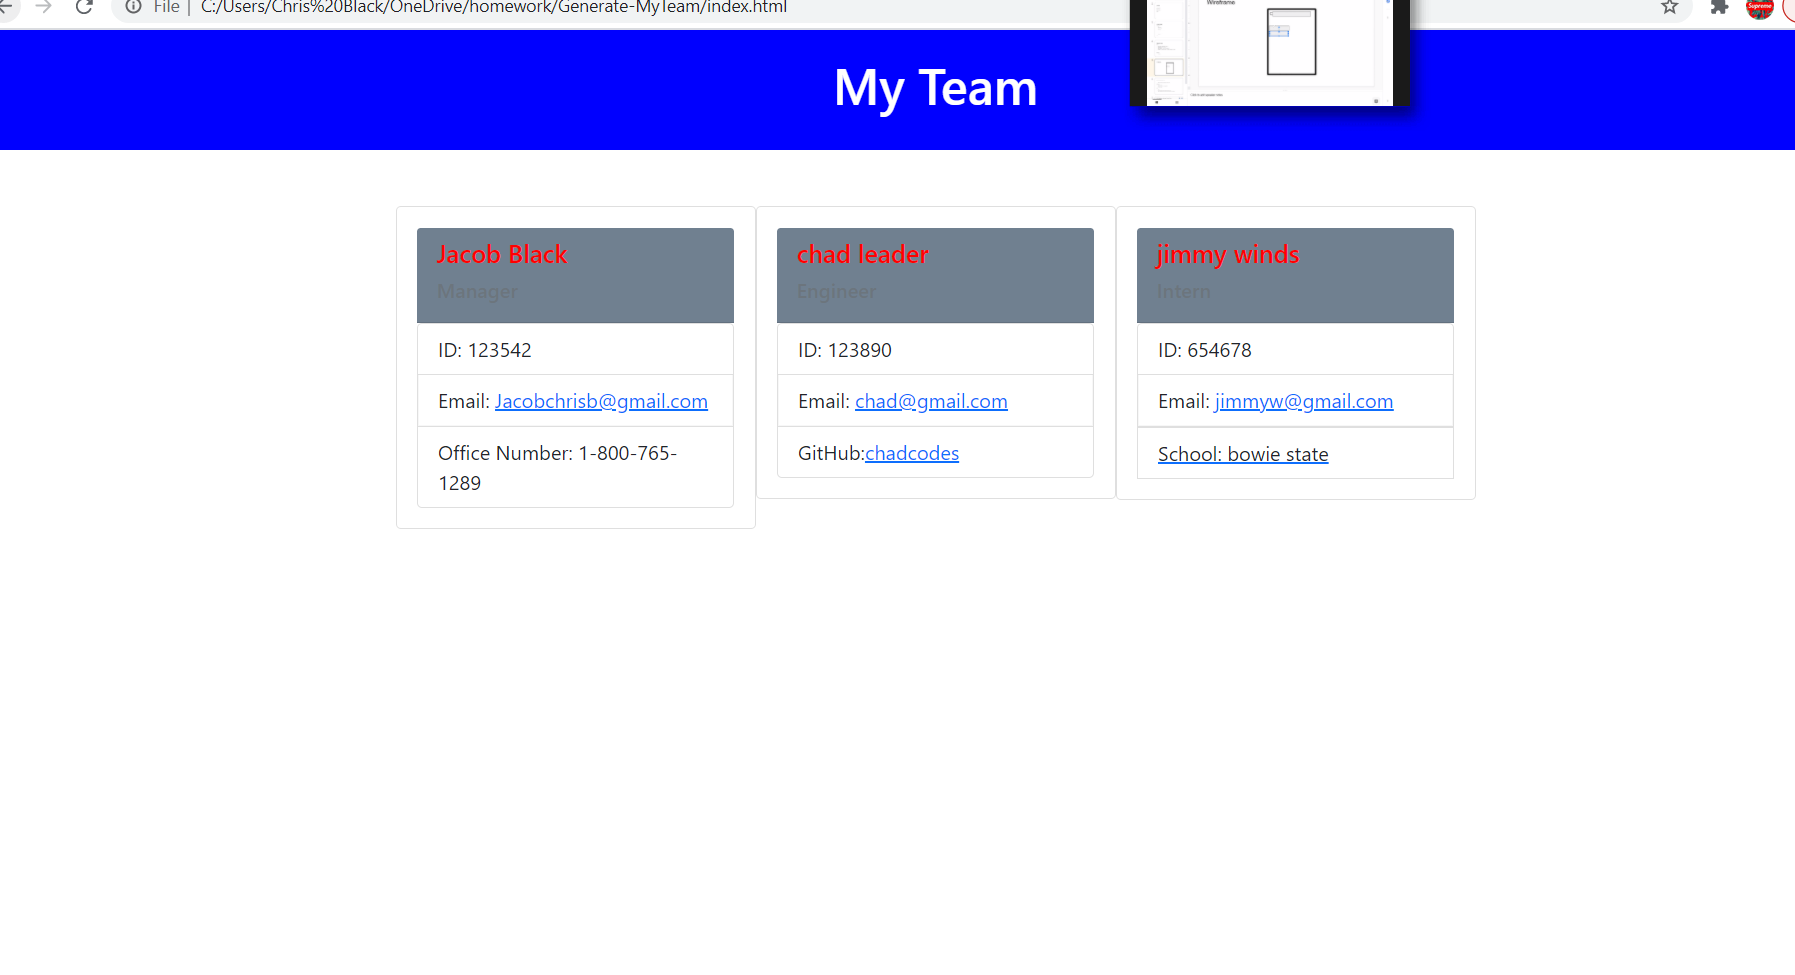 File | C:/Users/Chris%20Black/OneDrive/homework/Generate-MyTeam/index.html
Supreme
Wireframe
My Team
Jacob Black
Manager
ID: 123542
Email: Jacobchrisb@gmail.com
Office Number: 1-800-765-
1289
chad leader
Engineer
ID: 123890
Email: chad@gmail.com
GitHub:chadcodes
jimmy winds
Intern
ID: 654678
Email: jimmyw@gmail.com
School: bowie state